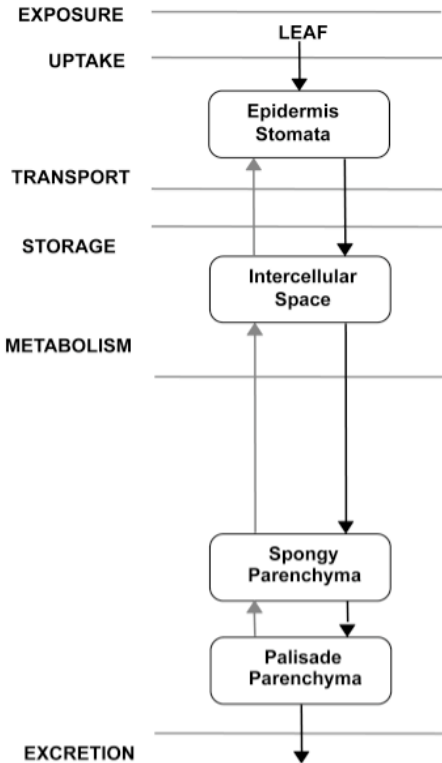 EXPOSURE
LEAF
UPTAKE
Epidermis
Stomata
TRANSPORT
STORAGE
Intercellular
Space
METABOLISM
Spongy
Parenchyma
Palisade
Parenchyma
EXCRETION